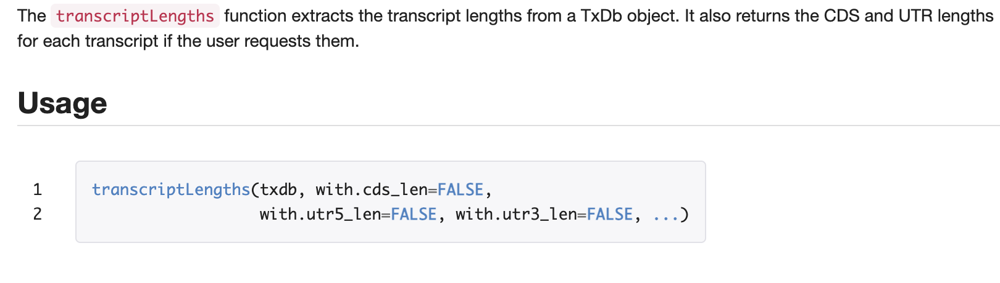 The transcriptLengths function extracts the transcript lengths from a TxDb object. It also returns the CDS and UTR lengths
for each transcript if the user requests them.
Usage
1 transcriptLengths(txdb, with.cds_len=FALSE,
2 with.utr5_len=FALSE, with.utr3_len=FALSE, ...)